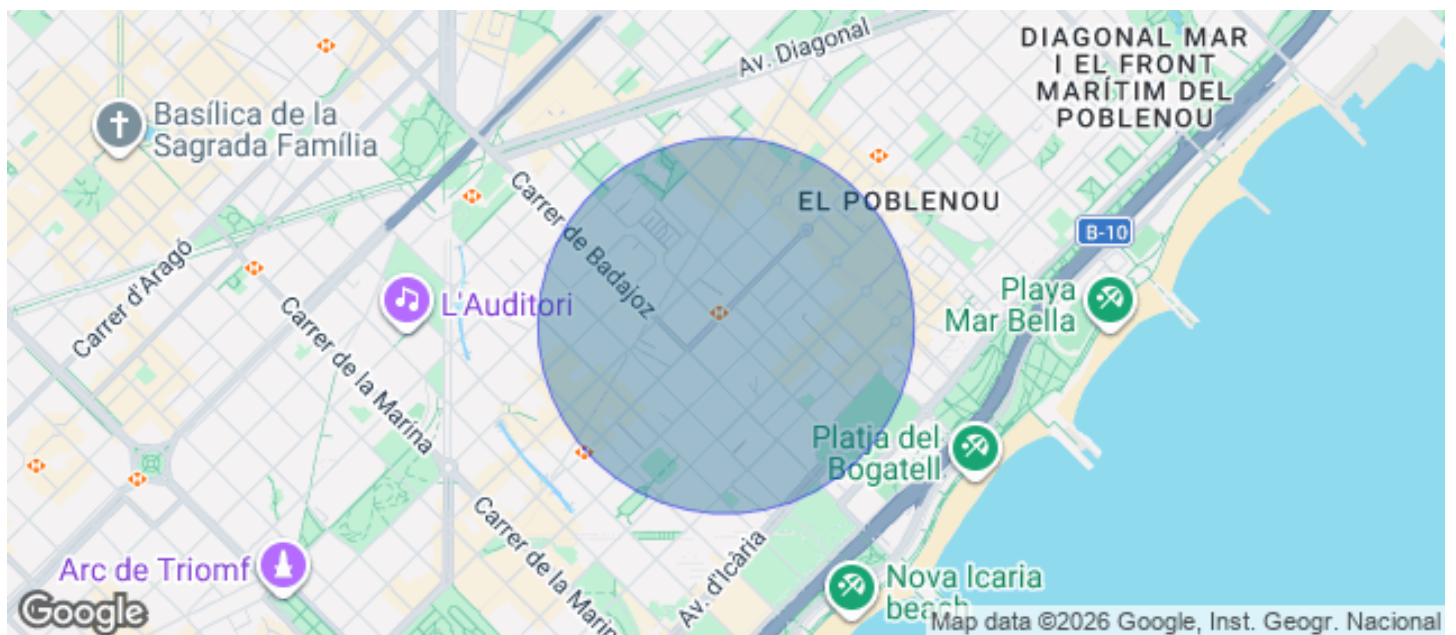 DIAGONAL MAR
I EL FRONT
MARÍTIM DEL
POBLENOU
Av. Diagonal
Basílica de la
Sagrada Família
Carrer de Badajoz
EL POBLENOU
B-10
Carrer d'Aragó
L'Auditori
Playa
Mar Bella
Carrer de la Marina
Platja del
Bogatell
Carrer de la Marin
Av. d'Icària
Arc de Triomf
Nova Icaria
beach
Google
Map data ©2026 Google, Inst. Geogr. Nacional